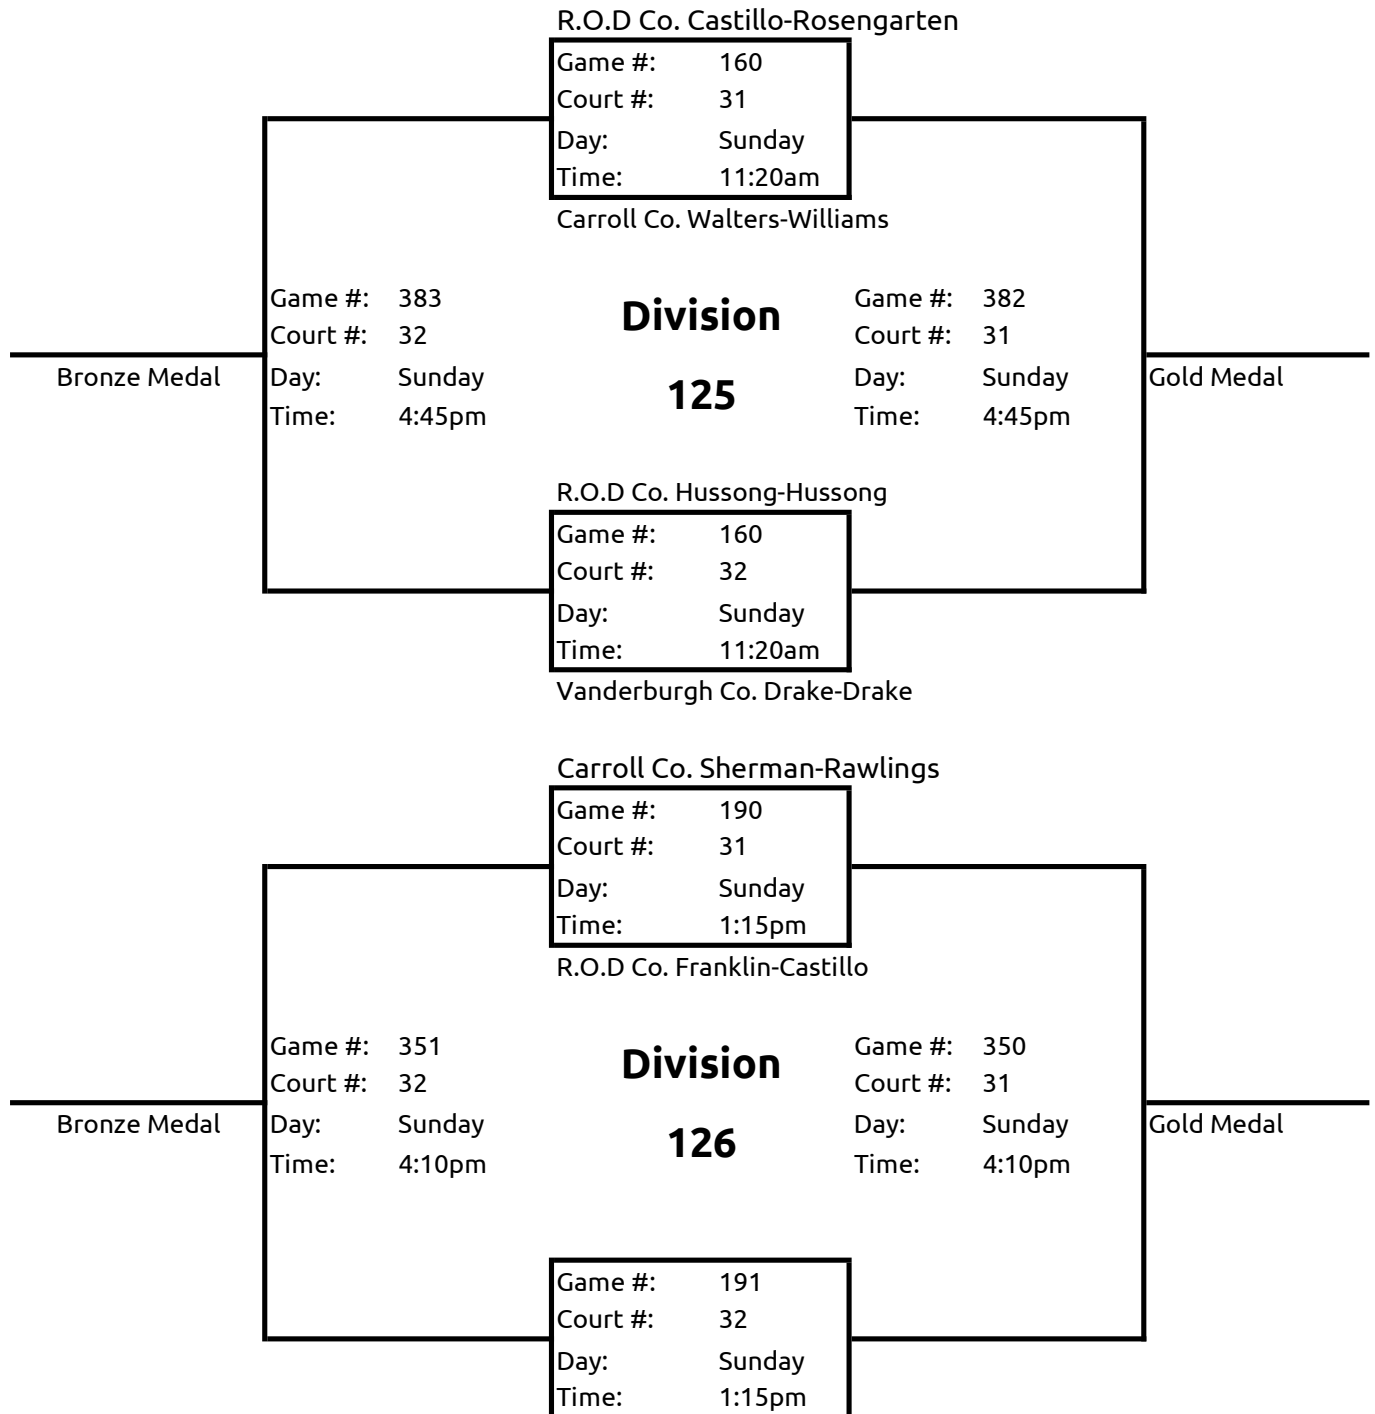 R.O.D Co. Castillo-Rosengarten
Game #: 160
Court #: 31
Day: Sunday
Time: 11:20am
Carroll Co. Walters-Williams
Game #: 383
Court #: 32
Day: Sunday
Time: 4:45pm
Bronze Medal
Division
125
Game #: 382
Court #: 31
Day: Sunday
Time: 4:45pm
Gold Medal
R.O.D Co. Hussong-Hussong
Game #: 160
Court #: 32
Day: Sunday
Time: 11:20am
Vanderburgh Co. Drake-Drake
Carroll Co. Sherman-Rawlings
Game #: 190
Court #: 31
Day: Sunday
Time: 1:15pm
R.O.D Co. Franklin-Castillo
Game #: 351
Court #: 32
Day: Sunday
Time: 4:10pm
Bronze Medal
Division
126
Game #: 350
Court #: 31
Day: Sunday
Time: 4:10pm
Gold Medal
Game #: 191
Court #: 32
Day: Sunday
Time: 1:15pm